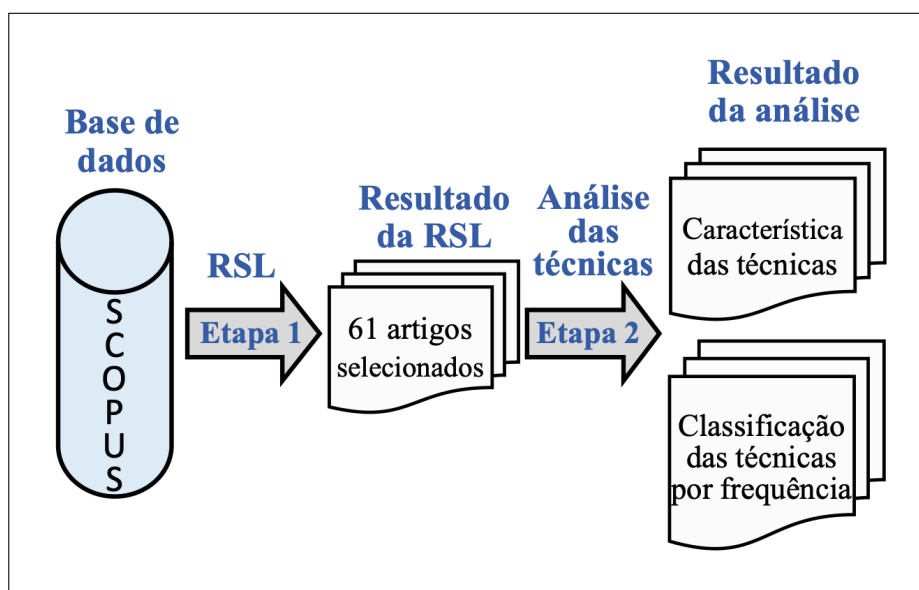 Base de
dados
SCOPUS
RSL
Etapa 1
Resultado
da RSL
61 artigos
selecionados
Análise
das
técnicas
Etapa 2
Resultado
da análise
Característica
das técnicas
Classificação
das técnicas
por frequência